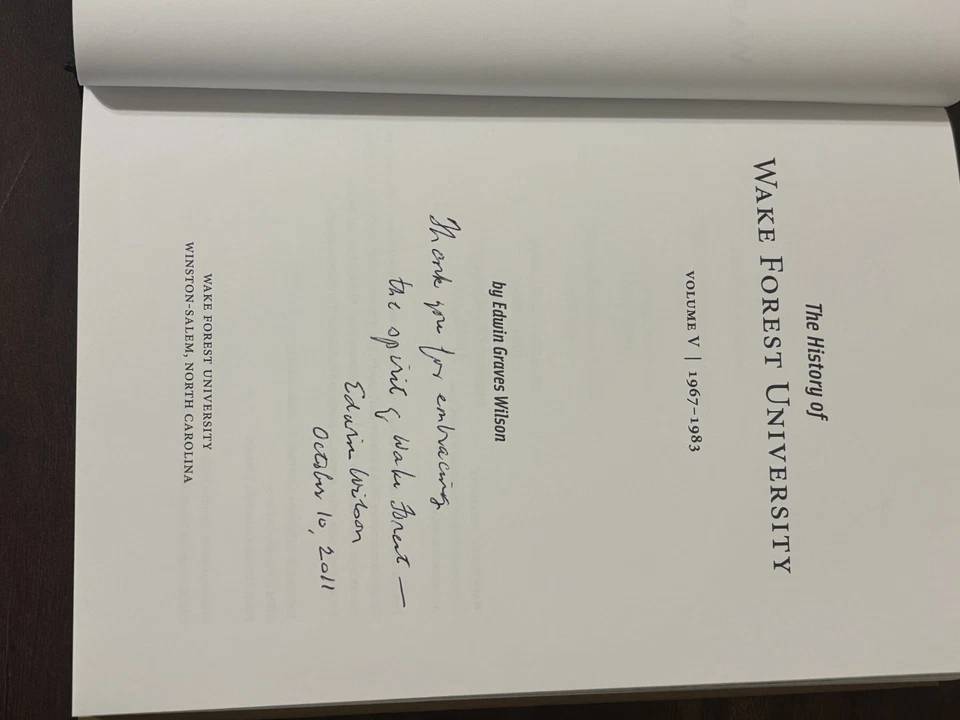 The History of
WAKE FOREST UNIVERSITY
VOLUME V | 1967–1983
by Edwin Graves Wilson
Thank you for embracing
the spirit of Wake Forest —
Edwin Wilson
October 10, 2011
WAKE FOREST UNIVERSITY
WINSTON-SALEM, NORTH CAROLINA